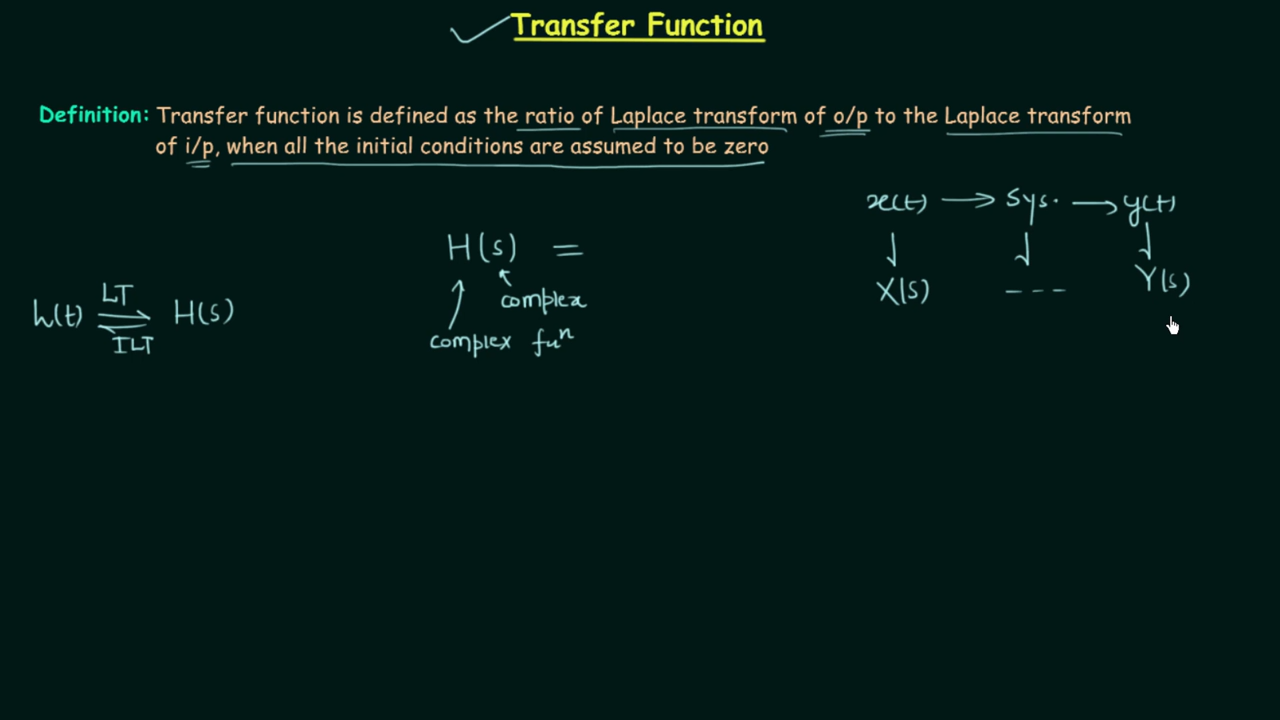 Transfer Function
Definition: Transfer function is defined as the ratio of Laplace transform of o/p to the Laplace transform
of i/p, when all the initial conditions are assumed to be zero
x(t) → Sys. → y(t)
↓ ↓ ↓
X(s) - - - Y(s)
H(s) =
complex
complex fuⁿ
LT
h(t) ⇌ H(s)
ILT